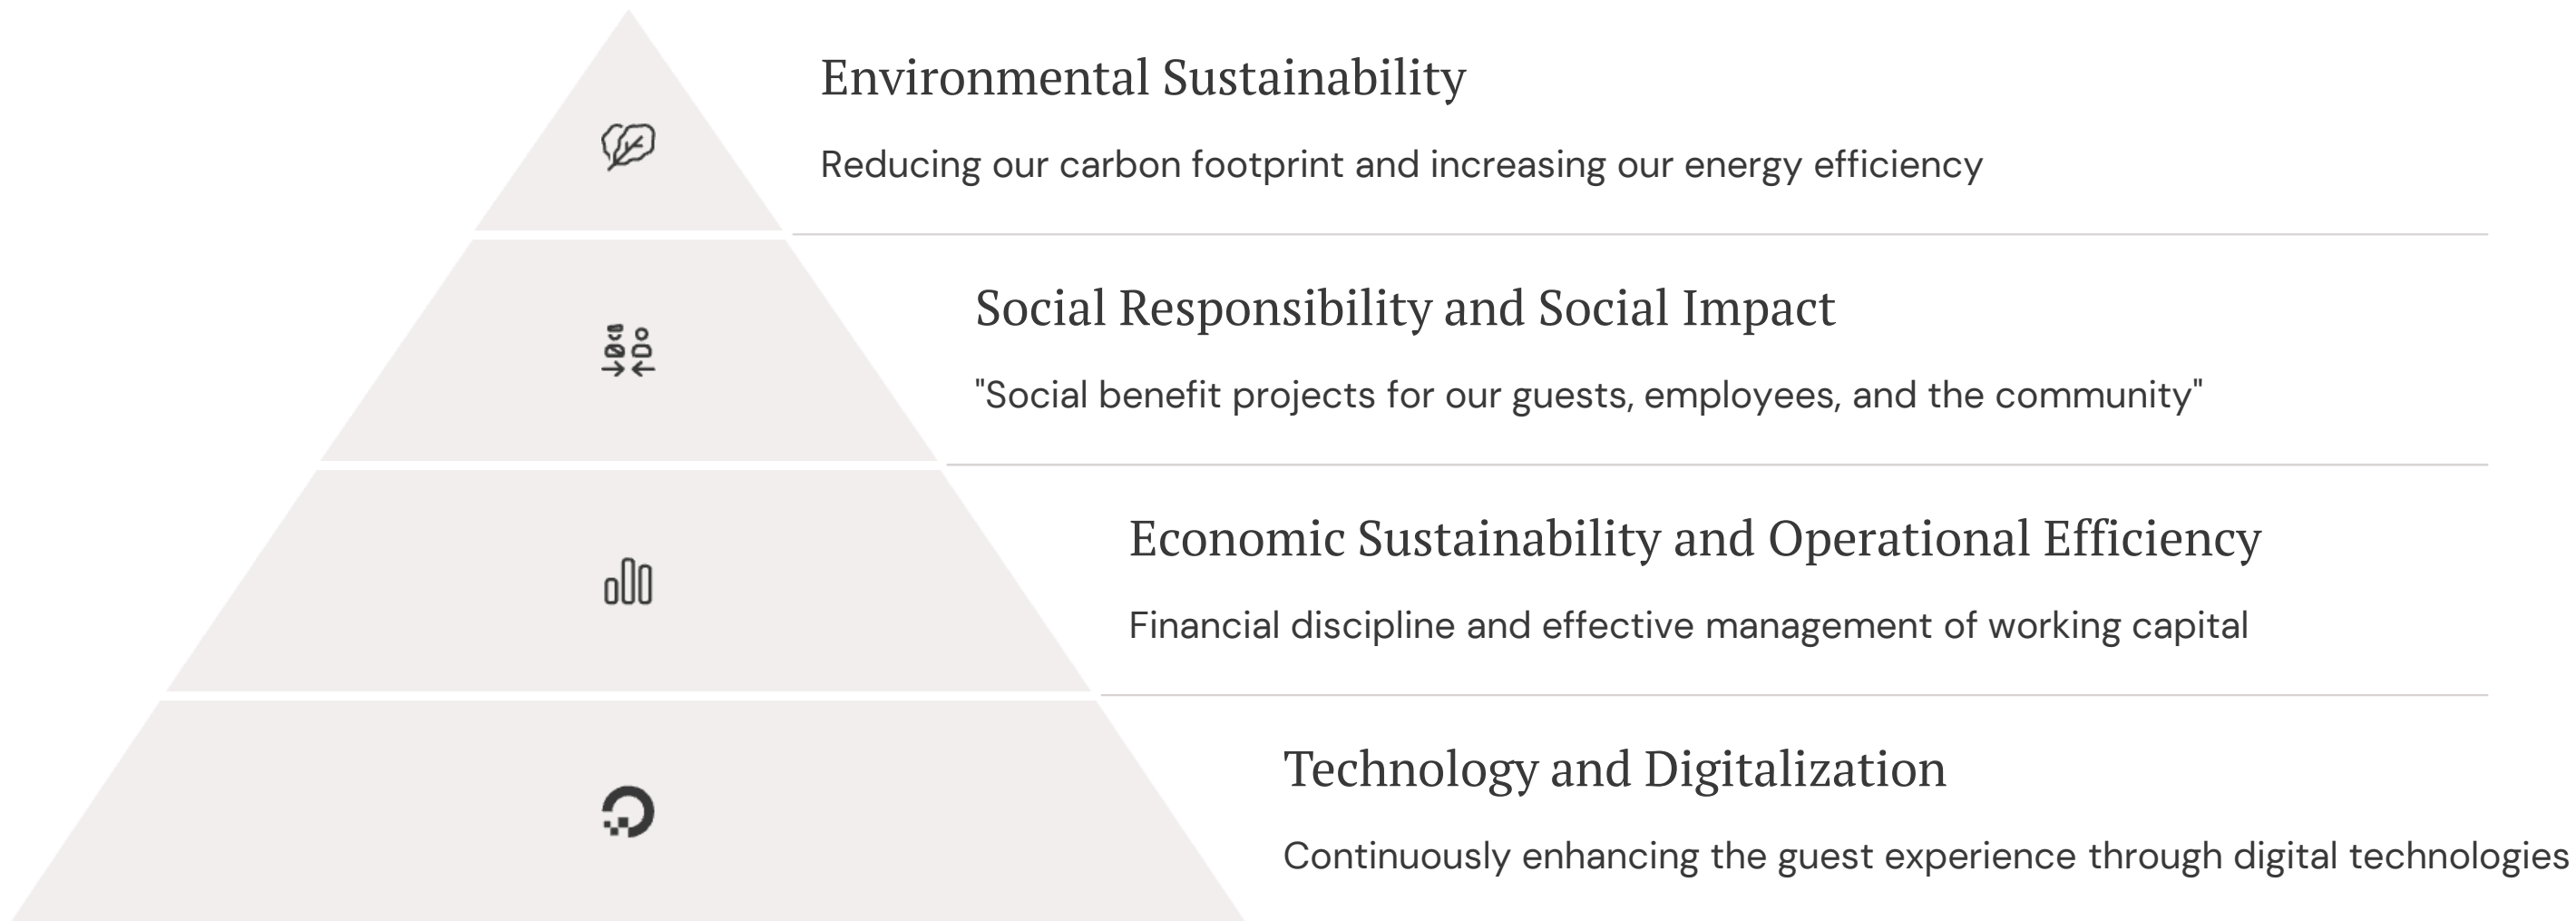 Environmental Sustainability
Reducing our carbon footprint and increasing our energy efficiency
Social Responsibility and Social Impact
"Social benefit projects for our guests, employees, and the community"
Economic Sustainability and Operational Efficiency
Financial discipline and effective management of working capital
Technology and Digitalization
Continuously enhancing the guest experience through digital technologies